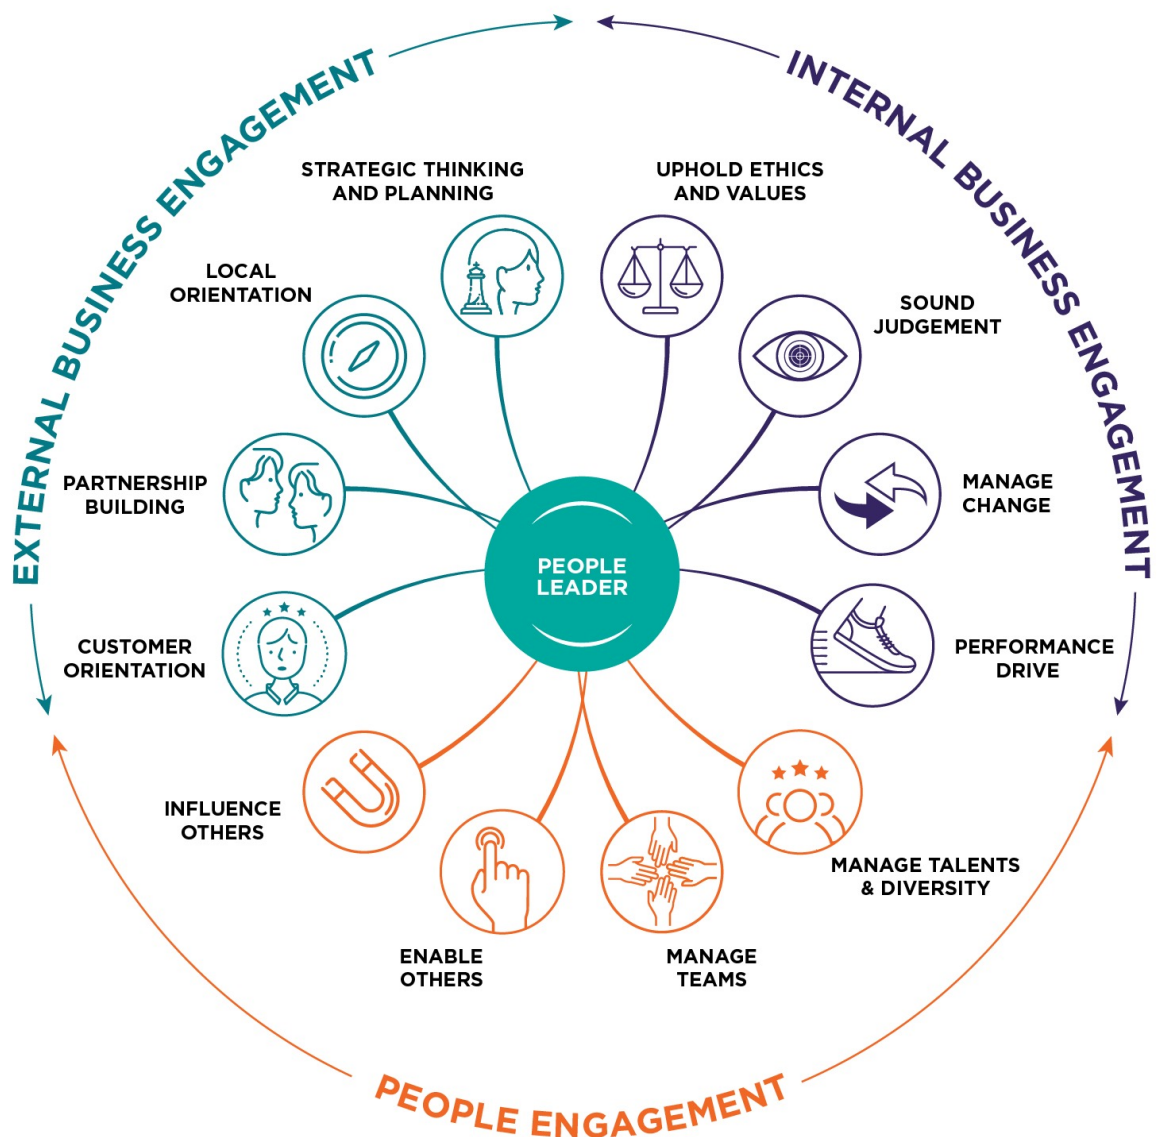 EXTERNAL BUSINESS ENGAGEMENT
INTERNAL BUSINESS ENGAGEMENT
STRATEGIC THINKING
AND PLANNING
UPHOLD ETHICS
AND VALUES
LOCAL
ORIENTATION
SOUND
JUDGEMENT
PARTNERSHIP
BUILDING
MANAGE
CHANGE
PEOPLE
LEADER
CUSTOMER
ORIENTATION
PERFORMANCE
DRIVE
INFLUENCE
OTHERS
MANAGE TALENTS
& DIVERSITY
ENABLE
OTHERS
MANAGE
TEAMS
PEOPLE ENGAGEMENT